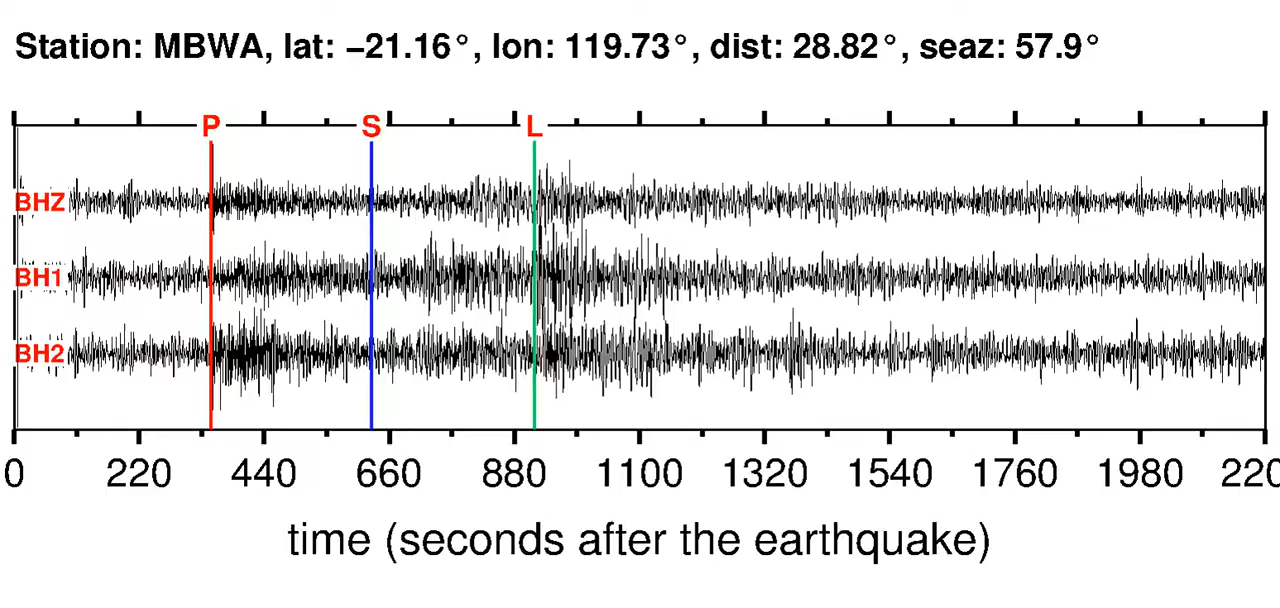 Station: MBWA, lat: −21.16°, lon: 119.73°, dist: 28.82°, seaz: 57.9°
P S L
BHZ
BH1
BH2
0 220 440 660 880 1100 1320 1540 1760 1980 220
time (seconds after the earthquake)